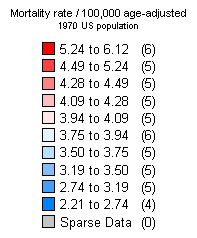 Mortality rate / 100,000 age-adjusted
1970 US population
5.24 to 6.12 (6)
4.49 to 5.24 (5)
4.28 to 4.49 (5)
4.09 to 4.28 (5)
3.94 to 4.09 (5)
3.75 to 3.94 (6)
3.50 to 3.75 (5)
3.19 to 3.50 (5)
2.74 to 3.19 (5)
2.21 to 2.74 (4)
Sparse Data (0)